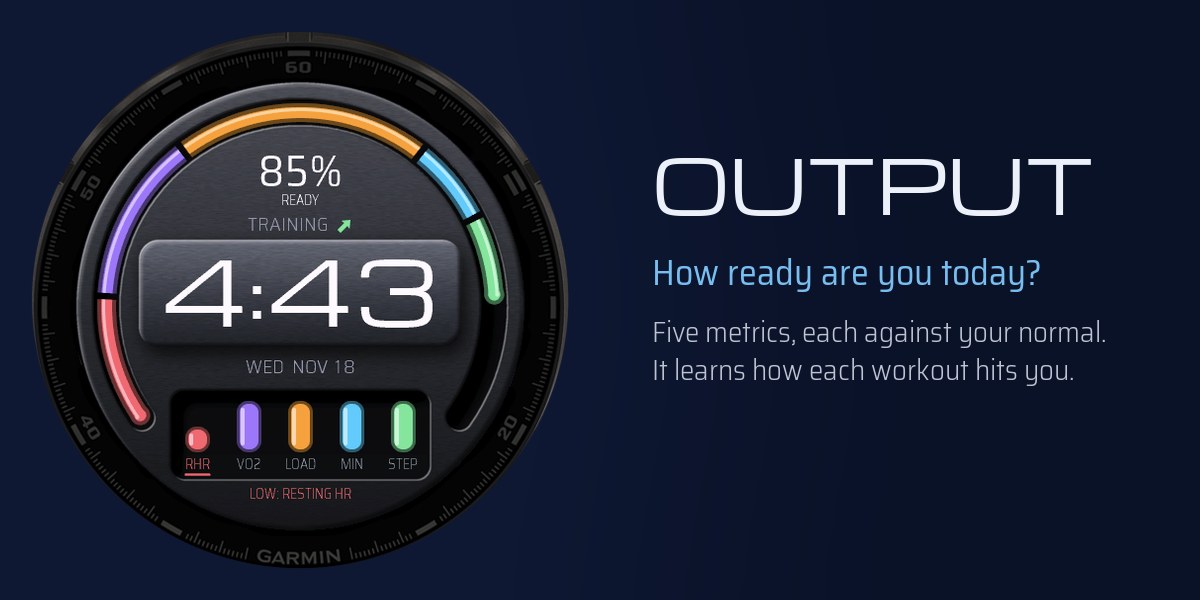 60
50
85%
READY
TRAINING
4:43
WED NOV 18
40
20
RHR VO2 LOAD MIN STEP
LOW: RESTING HR
GARMIN
OUTPUT
How ready are you today?
Five metrics, each against your normal.
It learns how each workout hits you.